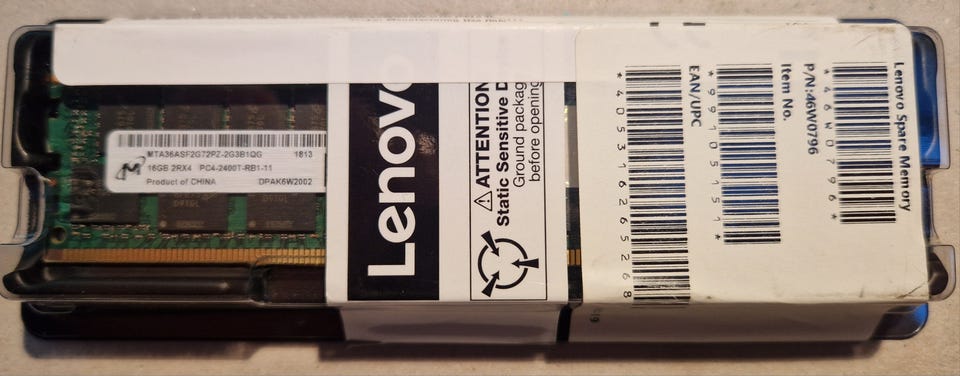 MTA36ASF2G72PZ-2G3B1QG 1813
16GB 2RX4 PC4-2400T-RB1-11
Product of CHINA DPAK6W2002
Lenovo
ATTENTION
Static Sensitive D
Ground packag
before opening
Lenovo Spare Memory
*46W0796*
P/N:46W0796
Item No.
*99105151*
EAN/UPC
*4053162265268